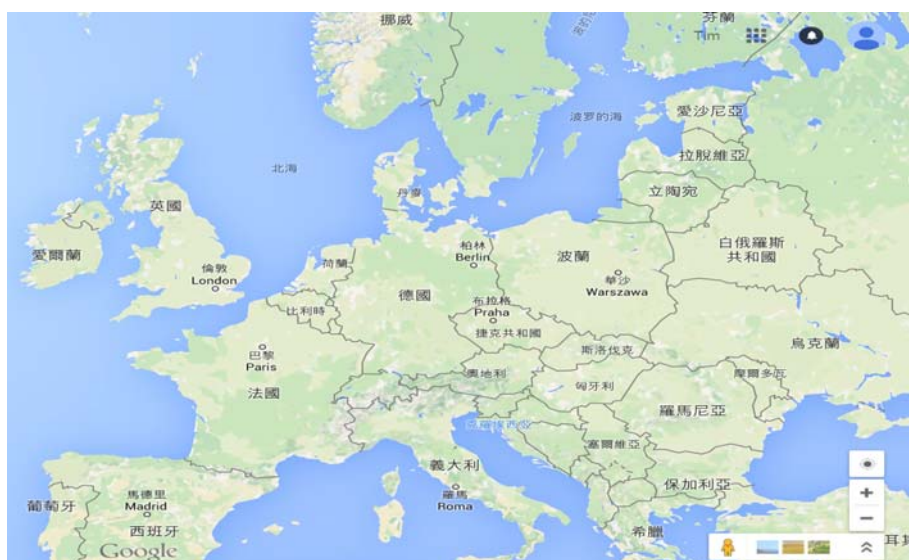 挪威
芬蘭
Tim
愛沙尼亞
波罗的海
拉脫維亞
北海
丹麥
立陶宛
英國
愛爾蘭
白俄羅斯
共和國
柏林
Berlin
波蘭
荷蘭
倫敦
London
華沙
Warszawa
德國
布拉格
Praha
比利時
捷克共和國
烏克蘭
斯洛伐克
巴黎
Paris
摩爾多瓦
奧地利
匈牙利
法國
羅馬尼亞
塞爾維亞
義大利
保加利亞
馬德里
Madrid
葡萄牙
羅馬
Roma
西班牙
希臘
Google